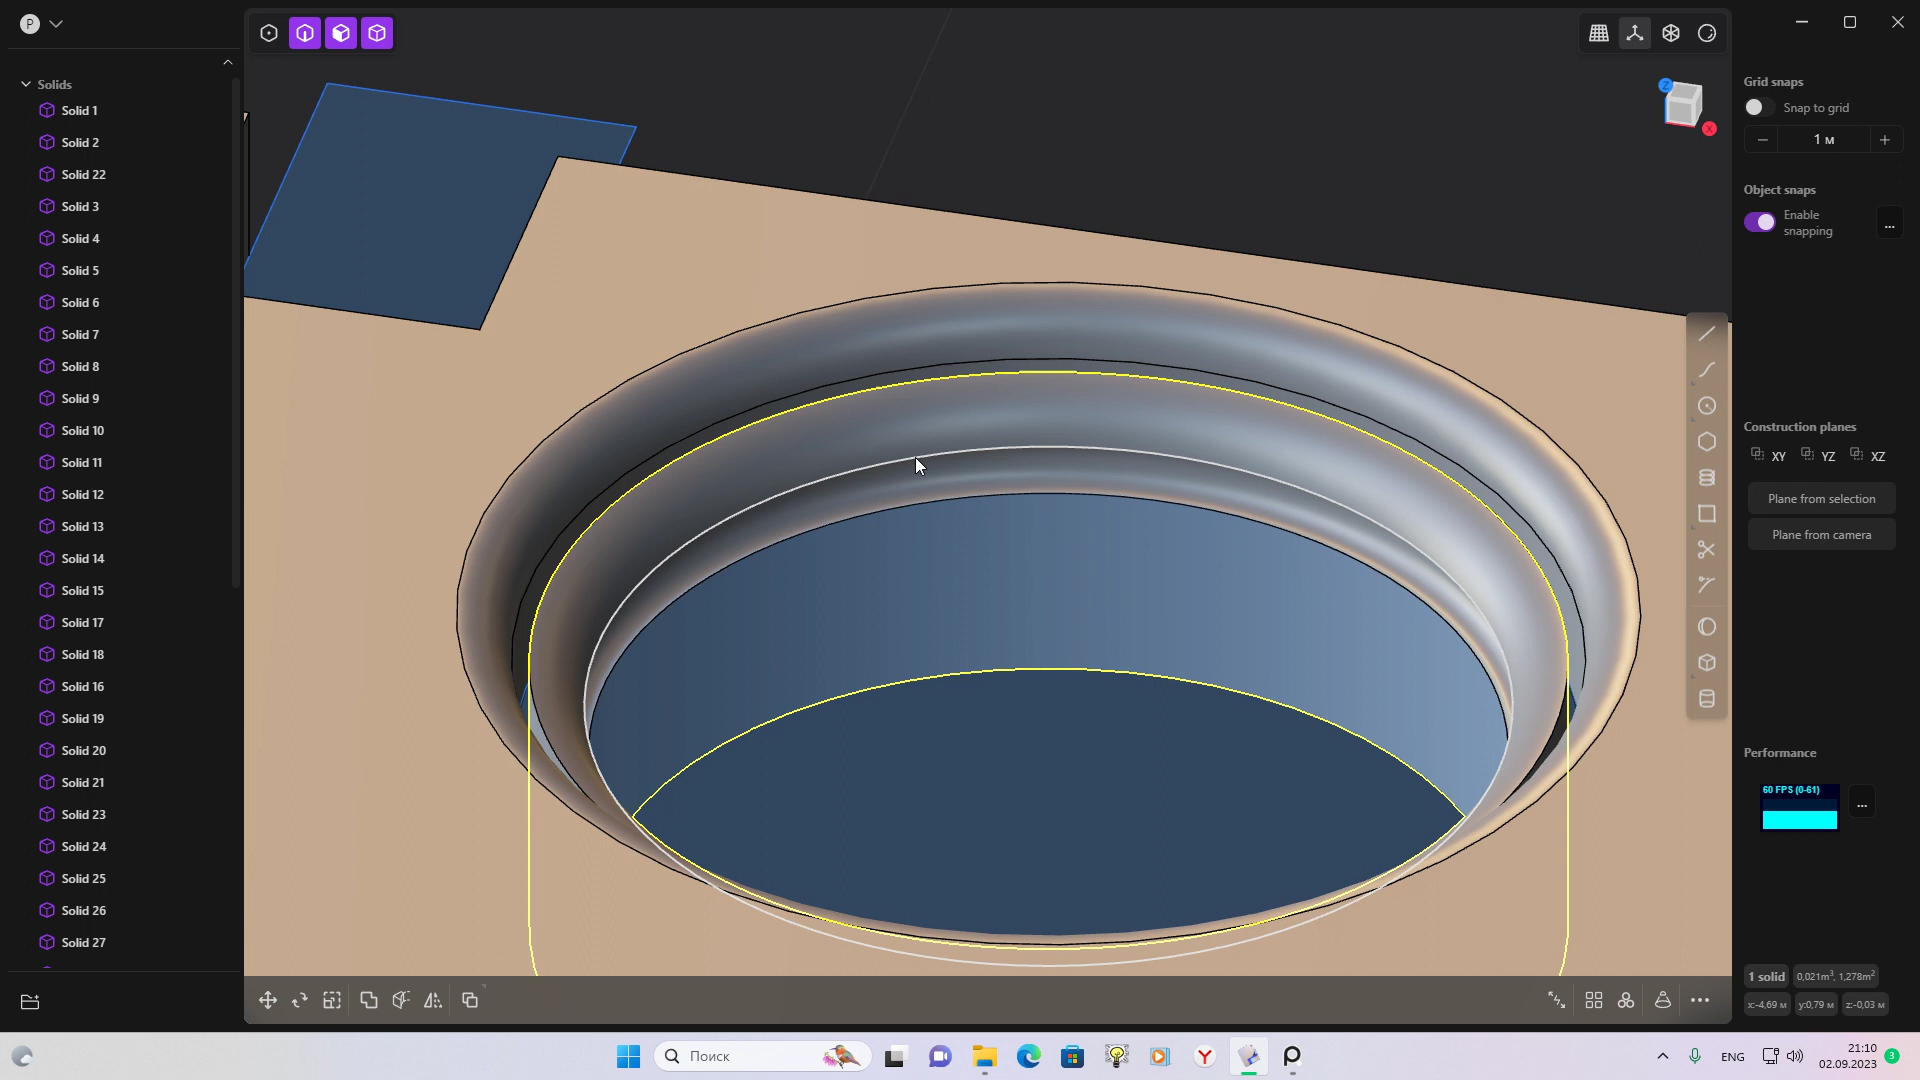 P
Solids
Solid 1
Solid 2
Solid 22
Solid 3
Solid 4
Solid 5
Solid 6
Solid 7
Solid 8
Solid 9
Solid 10
Solid 11
Solid 12
Solid 13
Solid 14
Solid 15
Solid 17
Solid 18
Solid 16
Solid 19
Solid 20
Solid 21
Solid 23
Solid 24
Solid 25
Solid 26
Solid 27
Z
X
Grid snaps
Snap to grid
1 м
Object snaps
Enable
snapping
...
Construction planes
XY YZ XZ
Plane from selection
Plane from camera
Performance
60 FPS (0-61)
...
1 solid 0,021m³, 1,278m²
x:-4,69 м y:0,79 м z:-0,03 м
Поиск
ENG
21:10
02.09.2023
3